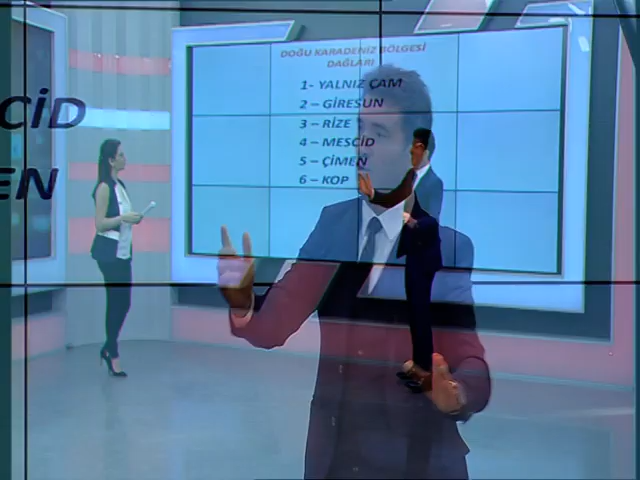 DOĞU KARADENİZ BÖLGESİ
DAĞLARI
1- YALNIZ ÇAM
2 – GİRESUN
3 – RİZE
4 – MESCİD
5 – ÇİMEN
6 – KOP
CİD
EN